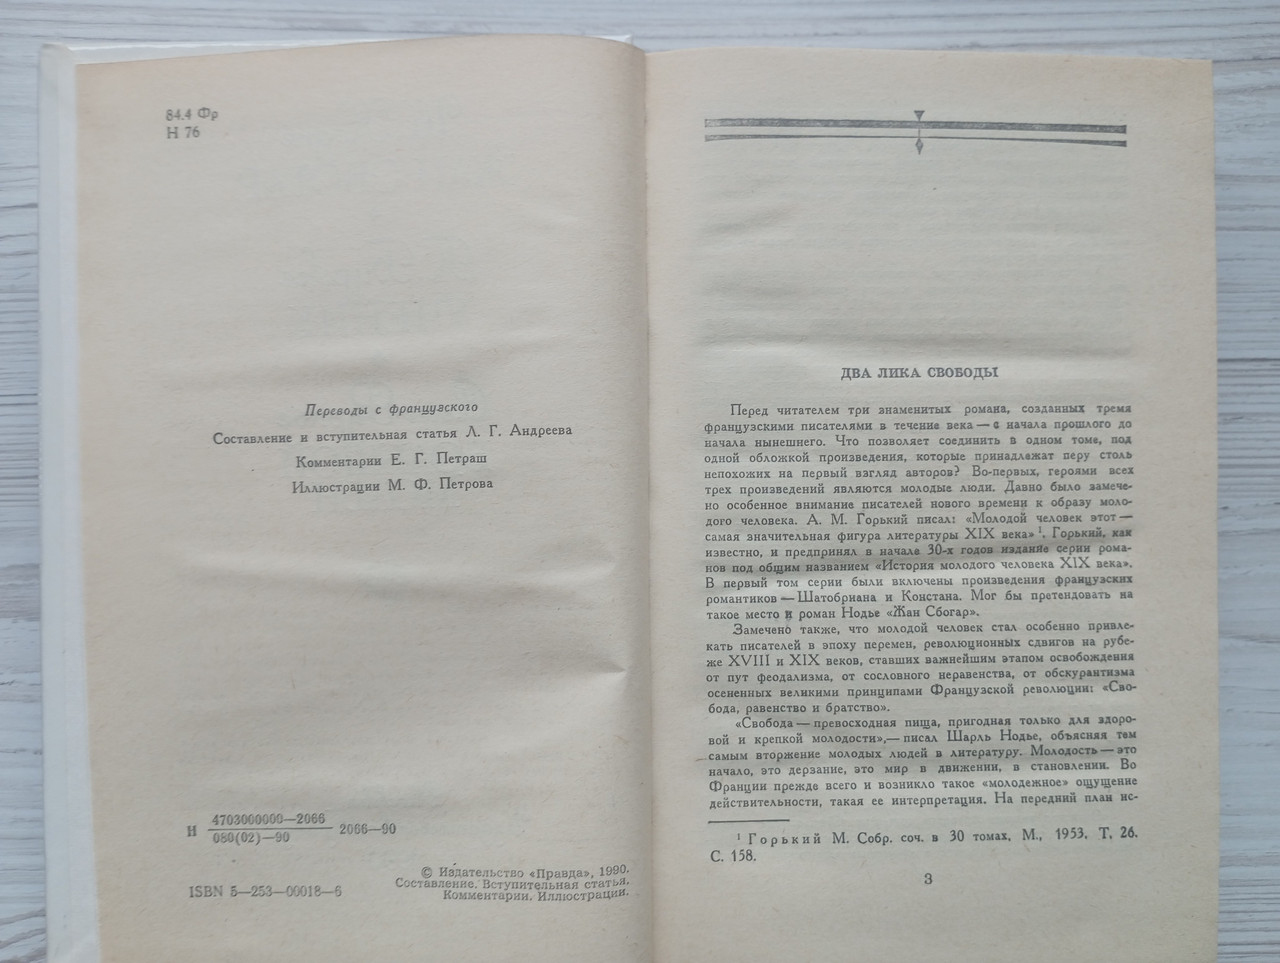 84.4 Фр
Н 76
Переводы с французского
Составление и вступительная статья Л. Г. Андреева
Комментарии Е. Г. Петраш
Иллюстрации М. Ф. Петрова
Н 4703000000—2066 2066—90
080(02)—90
ISBN 5—253—00018—6
© Издательство «Правда», 1990.
Составление. Вступительная статья.
Комментарии. Иллюстрации.
ДВА ЛИКА СВОБОДЫ
Перед читателем три знаменитых романа, созданных тремя
французскими писателями в течение века — с начала прошлого до
начала нынешнего. Что позволяет соединить в одном томе, под
одной обложкой произведения, которые принадлежат перу столь
непохожих на первый взгляд авторов? Во-первых, героями всех
трех произведений являются молодые люди. Давно было замече-
но особенное внимание писателей нового времени к образу моло-
дого человека. А. М. Горький писал: «Молодой человек этот —
самая значительная фигура литературы XIX века» 1. Горький, как
известно, и предпринял в начале 30-х годов издание серии рома-
нов под общим названием «История молодого человека XIX века».
В первый том серии были включены произведения французских
романтиков — Шатобриана и Констана. Мог бы претендовать на
такое место и роман Нодье «Жан Сбогар».
Замечено также, что молодой человек стал особенно привле-
кать писателей в эпоху перемен, революционных сдвигов на рубе-
же XVIII и XIX веков, ставших важнейшим этапом освобождения
от пут феодализма, от сословного неравенства, от обскурантизма
осененных великими принципами Французской революции: «Сво-
бода, равенство и братство».
«Свобода — превосходная пища, пригодная только для здоро-
вой и крепкой молодости»,— писал Шарль Нодье, объясняя тем
самым вторжение молодых людей в литературу. Молодость — это
начало, это дерзание, это мир в движении, в становлении. Во
Франции прежде всего и возникло такое «молодежное» ощущение
действительности, такая ее интерпретация. На передний план ис-
1 Горький М. Собр. соч. в 30 томах. М., 1953. Т. 26.
С. 158.
3